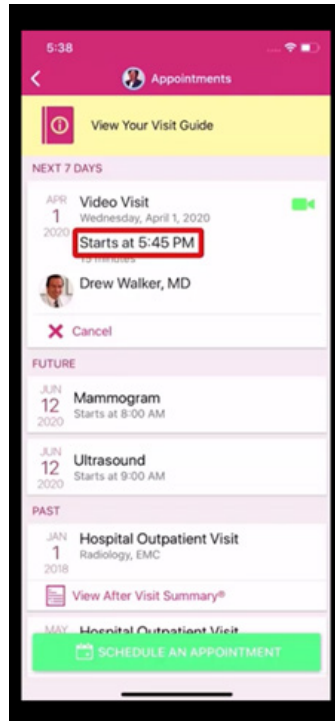 5:38
Appointments
View Your Visit Guide
NEXT 7 DAYS
APR
1
2020
Video Visit
Wednesday, April 1, 2020
Starts at 5:45 PM
15 minutes
Drew Walker, MD
Cancel
FUTURE
JUN
12
2020
Mammogram
Starts at 8:00 AM
JUN
12
2020
Ultrasound
Starts at 9:00 AM
PAST
JAN
1
2018
Hospital Outpatient Visit
Radiology, EMC
View After Visit Summary®
MAY
Hospital Outpatient Visit
SCHEDULE AN APPOINTMENT